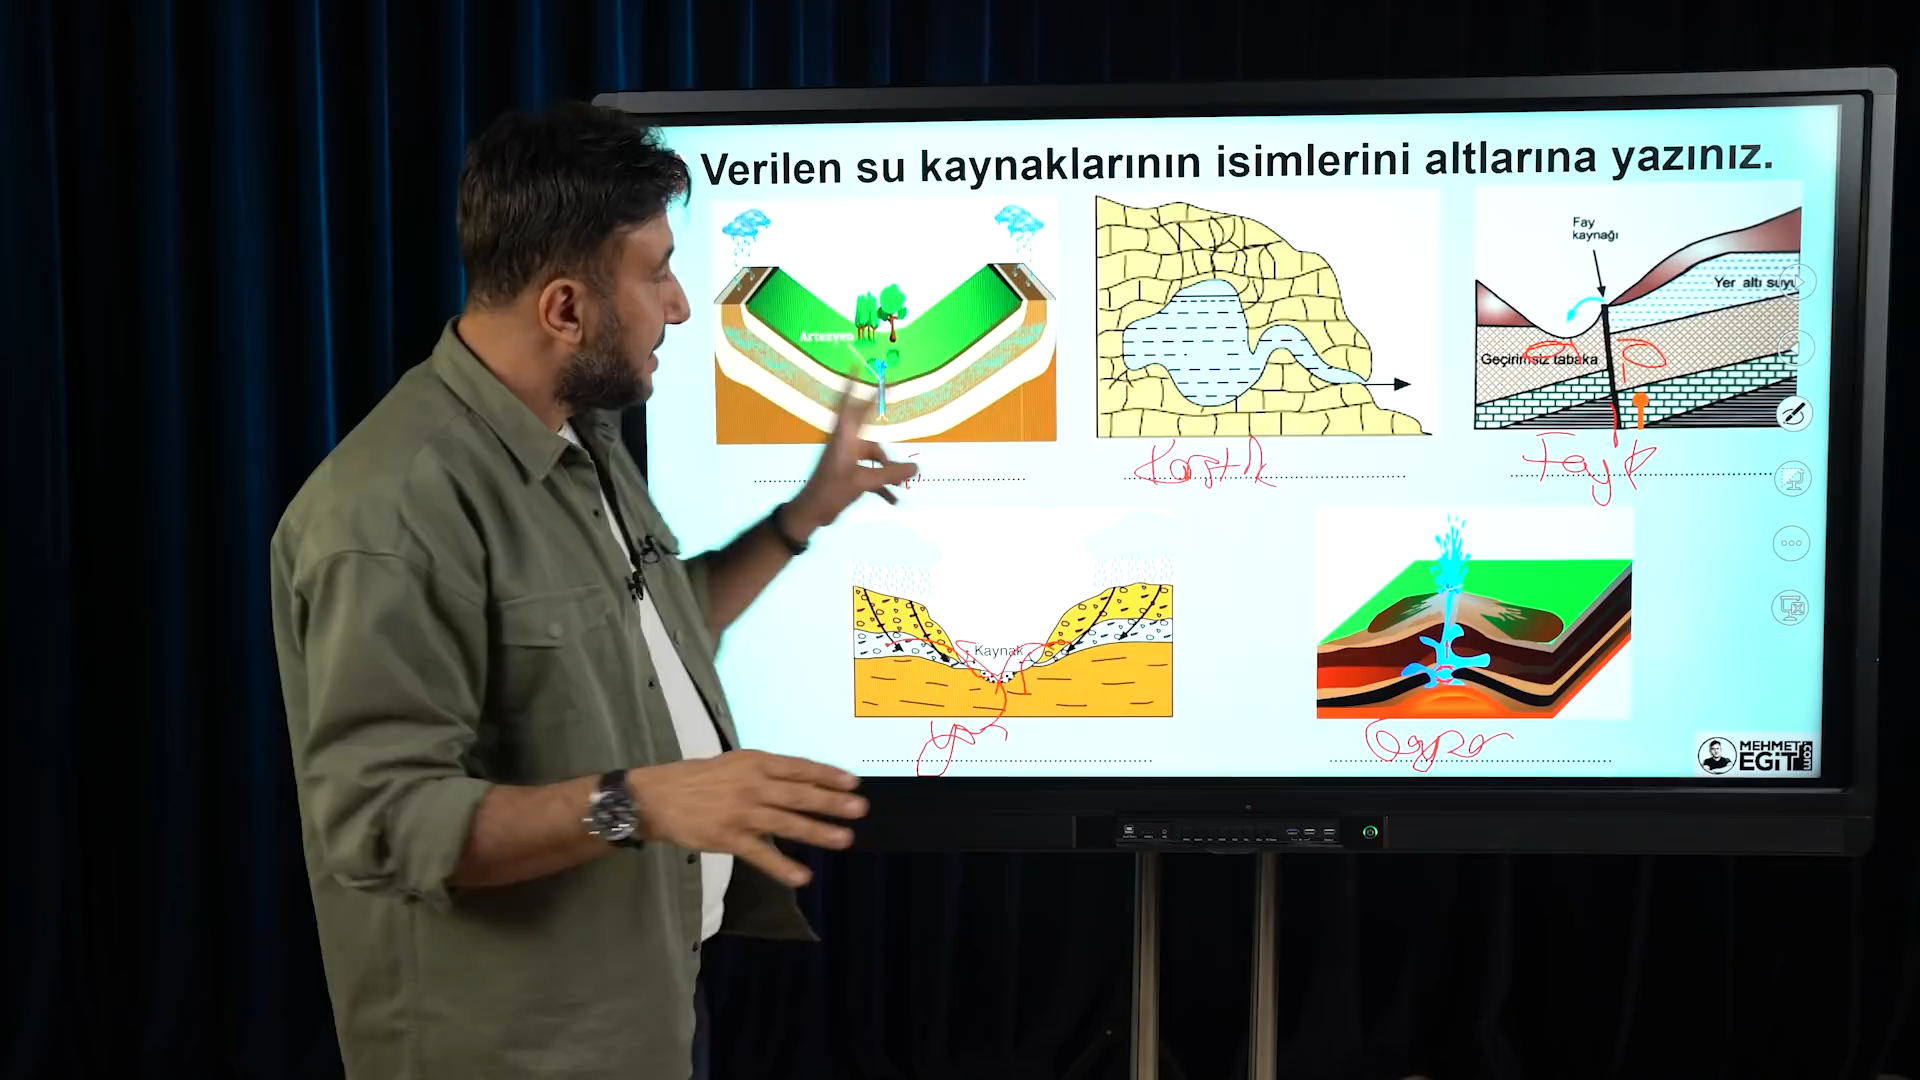 Verilen su kaynaklarının isimlerini altlarına yazınız.
Artezyen
Fay
kaynağı
Yer altı suyu
Geçirimsiz tabaka
Karstik
Fay k
Kaynak
Gayzer
MEHMET
EGİT
.com